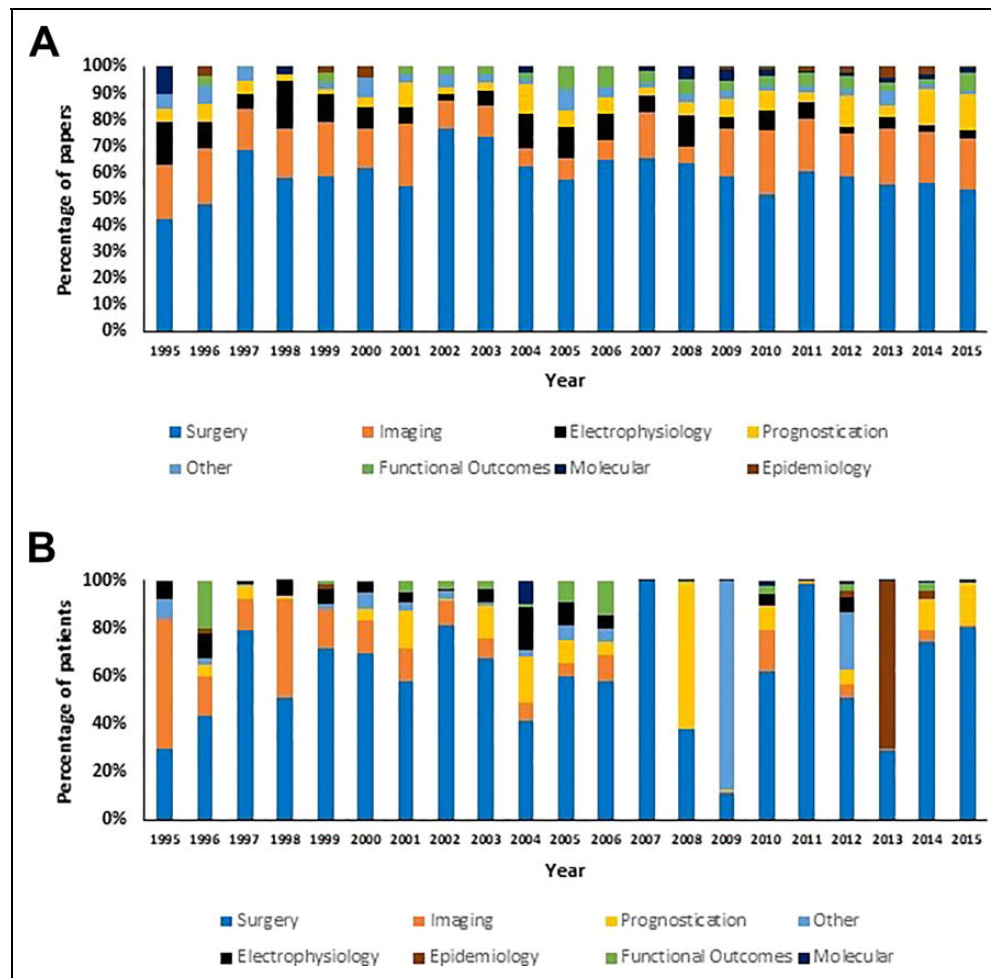 A
Percentage of papers
100%
90%
80%
70%
60%
50%
40%
30%
20%
10%
0%
1995 1996 1997 1998 1999 2000 2001 2002 2003 2004 2005 2006 2007 2008 2009 2010 2011 2012 2013 2014 2015
Year
Surgery Imaging Electrophysiology Prognostication
Other Functional Outcomes Molecular Epidemiology
B
Percentage of patients
100%
80%
60%
40%
20%
0%
1995 1996 1997 1998 1999 2000 2001 2002 2003 2004 2005 2006 2007 2008 2009 2010 2011 2012 2013 2014 2015
Year
Surgery Imaging Prognostication Other
Electrophysiology Epidemiology Functional Outcomes Molecular